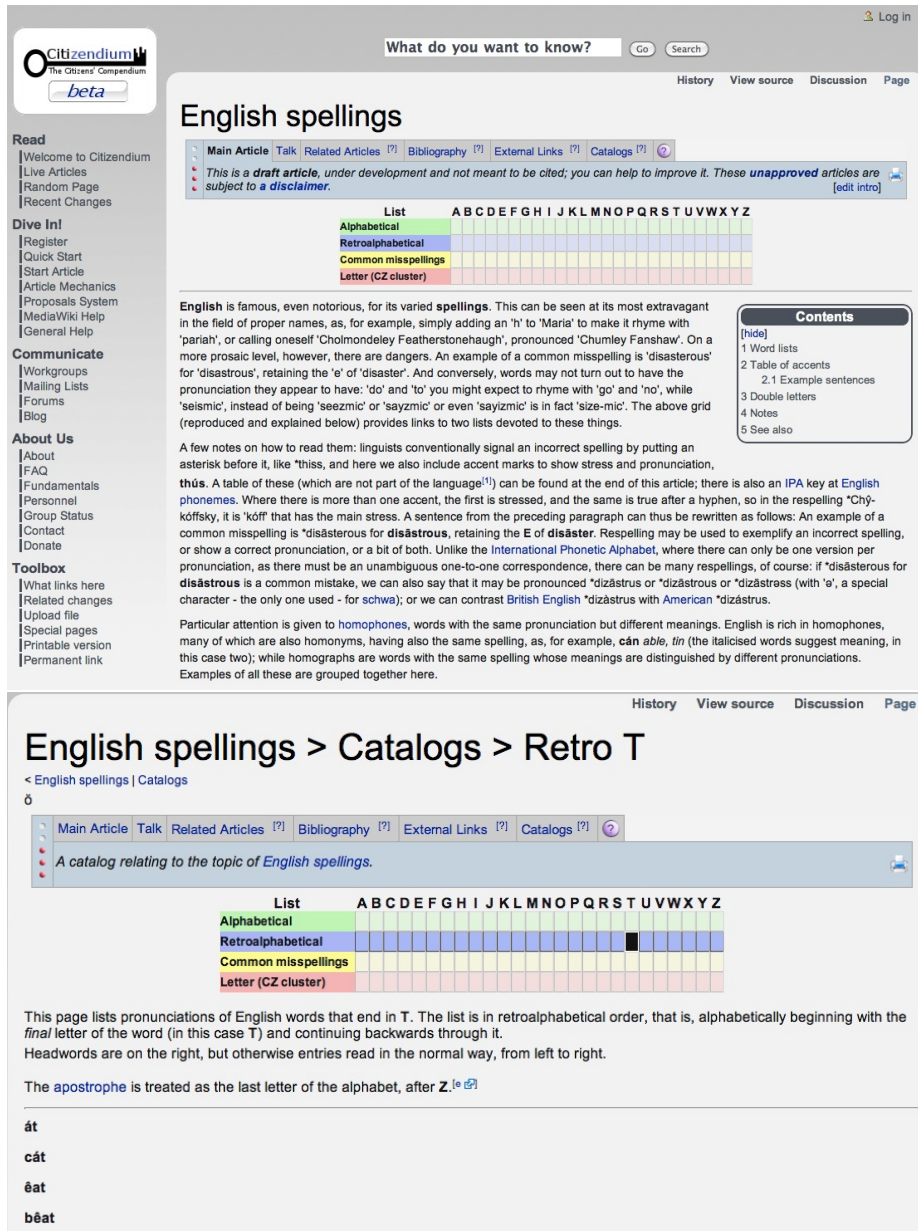 Log in
Citizendium
The Citizens' Compendium
beta
What do you want to know? Go Search
History View source Discussion Page
English spellings
Read
Welcome to Citizendium
Live Articles
Random Page
Recent Changes
Dive In!
Register
Quick Start
Start Article
Article Mechanics
Proposals System
MediaWiki Help
General Help
Communicate
Workgroups
Mailing Lists
Forums
Blog
About Us
About
FAQ
Fundamentals
Personnel
Group Status
Contact
Donate
Toolbox
What links here
Related changes
Upload file
Special pages
Printable version
Permanent link
Main Article Talk Related Articles [?] Bibliography [?] External Links [?] Catalogs [?] ?
This is a draft article, under development and not meant to be cited; you can help to improve it. These unapproved articles are
subject to a disclaimer. [edit intro]
List A B C D E F G H I J K L M N O P Q R S T U V W X Y Z
Alphabetical
Retroalphabetical
Common misspellings
Letter (CZ cluster)
English is famous, even notorious, for its varied spellings. This can be seen at its most extravagant
in the field of proper names, as, for example, simply adding an 'h' to 'Maria' to make it rhyme with
'pariah', or calling oneself 'Cholmondeley Featherstonehaugh', pronounced 'Chumley Fanshaw'. On a
more prosaic level, however, there are dangers. An example of a common misspelling is 'disasterous'
for 'disastrous', retaining the 'e' of 'disaster'. And conversely, words may not turn out to have the
pronunciation they appear to have: 'do' and 'to' you might expect to rhyme with 'go' and 'no', while
'seismic', instead of being 'seezmic' or 'sayzmic' or even 'sayizmic' is in fact 'size-mic'. The above grid
(reproduced and explained below) provides links to two lists devoted to these things.
Contents
[hide]
1 Word lists
2 Table of accents
2.1 Example sentences
3 Double letters
4 Notes
5 See also
A few notes on how to read them: linguists conventionally signal an incorrect spelling by putting an
asterisk before it, like *thiss, and here we also include accent marks to show stress and pronunciation,
thús. A table of these (which are not part of the language[1]) can be found at the end of this article; there is also an IPA key at English
phonemes. Where there is more than one accent, the first is stressed, and the same is true after a hyphen, so in the respelling *Chŷ-
kóffsky, it is 'kóff' that has the main stress. A sentence from the preceding paragraph can thus be rewritten as follows: An example of a
common misspelling is *disāsterous for disāstrous, retaining the E of disāster. Respelling may be used to exemplify an incorrect spelling,
or show a correct pronunciation, or a bit of both. Unlike the International Phonetic Alphabet, where there can only be one version per
pronunciation, as there must be an unambiguous one-to-one correspondence, there can be many respellings, of course: if *disāsterous for
disāstrous is a common mistake, we can also say that it may be pronounced *dizāstrus or *dizāstrous or *dizāstrəss (with 'ə', a special
character - the only one used - for schwa); or we can contrast British English *dizàstrus with American *dizástrus.
Particular attention is given to homophones, words with the same pronunciation but different meanings. English is rich in homophones,
many of which are also homonyms, having also the same spelling, as, for example, cán able, tin (the italicised words suggest meaning, in
this case two); while homographs are words with the same spelling whose meanings are distinguished by different pronunciations.
Examples of all these are grouped together here.
History View source Discussion Page
English spellings > Catalogs > Retro T
< English spellings | Catalogs
ŏ
Main Article Talk Related Articles [?] Bibliography [?] External Links [?] Catalogs [?] ?
A catalog relating to the topic of English spellings.
List A B C D E F G H I J K L M N O P Q R S T U V W X Y Z
Alphabetical
Retroalphabetical
Common misspellings
Letter (CZ cluster)
This page lists pronunciations of English words that end in T. The list is in retroalphabetical order, that is, alphabetically beginning with the
final letter of the word (in this case T) and continuing backwards through it.
Headwords are on the right, but otherwise entries read in the normal way, from left to right.
The apostrophe is treated as the last letter of the alphabet, after Z.[e]
át
cát
êat
bêat